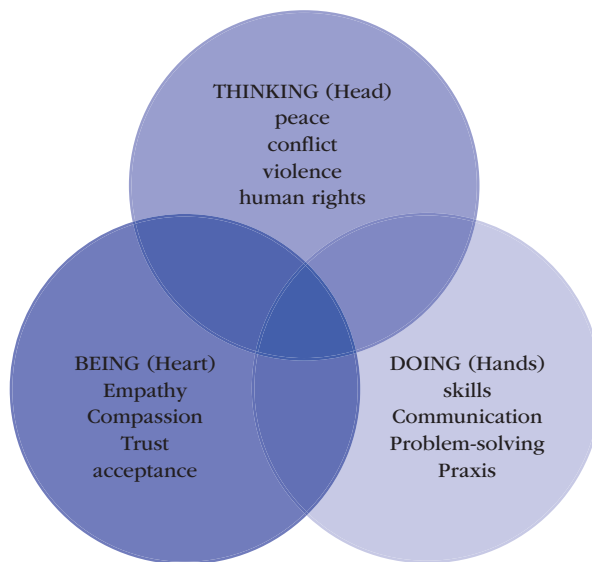 THINKING (Head)
peace
conflict
violence
human rights
BEING (Heart)
Empathy
Compassion
Trust
acceptance
DOING (Hands)
skills
Communication
Problem-solving
Praxis